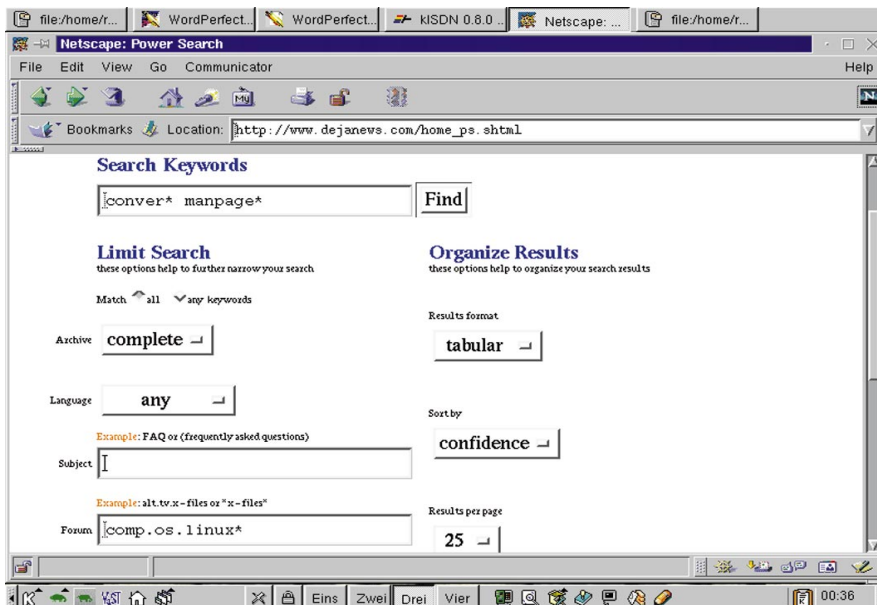 file:/home/r... WordPerfect... WordPerfect... kISDN 0.8.0 .. Netscape: ... file:/home/r...
Netscape: Power Search
File Edit View Go Communicator Help
My N
Bookmarks Location: http://www.dejanews.com/home_ps.shtml
Search Keywords
conver* manpage* Find
Limit Search
these options help to further narrow your search
Match all any keywords
Archive complete
Language any
Example: FAQ or (frequently asked questions)
Subject
Example: alt.tv.x-files or *x-files*
Forum comp.os.linux*
Organize Results
these options help to organize your search results
Results format
tabular
Sort by
confidence
Results per page
25
K Eins Zwei Drei Vier 00:36